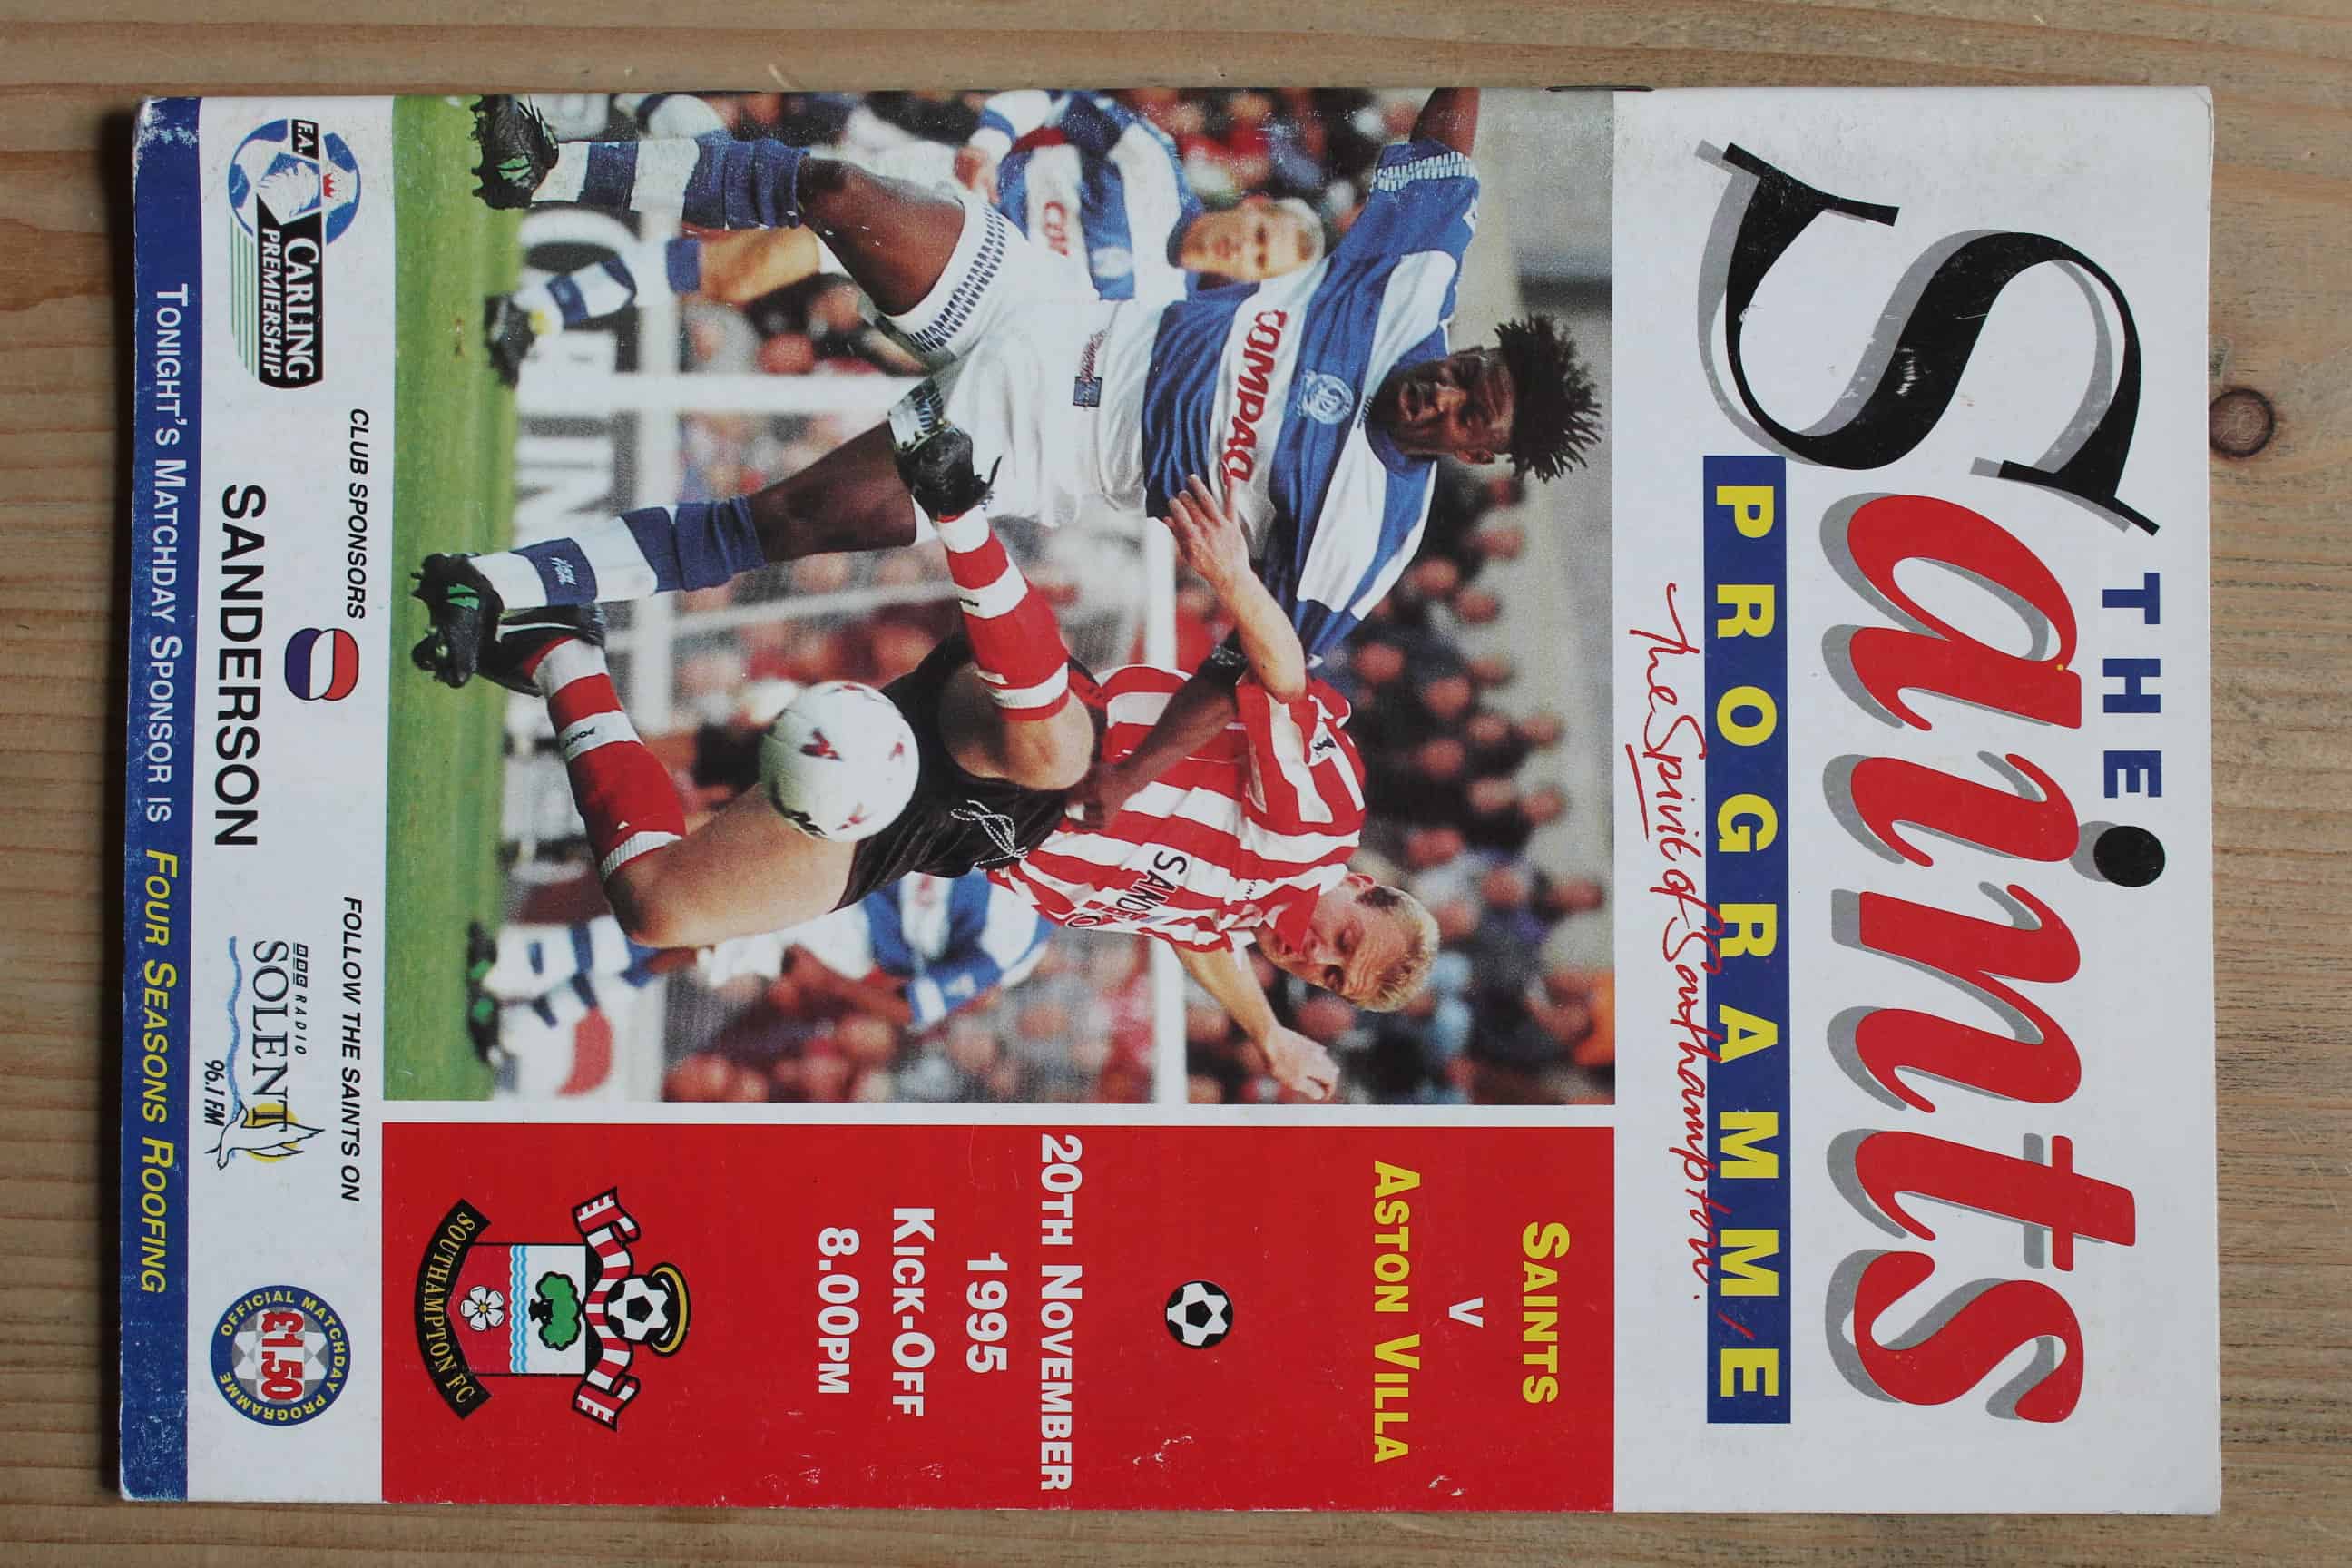 THE
Saints
PROGRAMME
The Spirit of Southampton.
SAINTS
V
ASTON VILLA
20TH NOVEMBER
1995
KICK-OFF
8.00PM
SOUTHAMPTON FC
COMPAQ
SANDE
F.A.
CARLING
PREMIERSHIP
CLUB SPONSORS
SANDERSON
FOLLOW THE SAINTS ON
BBC RADIO
SOLENT
96.1 FM
OFFICIAL MATCHDAY PROGRAMME
£1.50
TONIGHT'S MATCHDAY SPONSOR IS FOUR SEASONS ROOFING